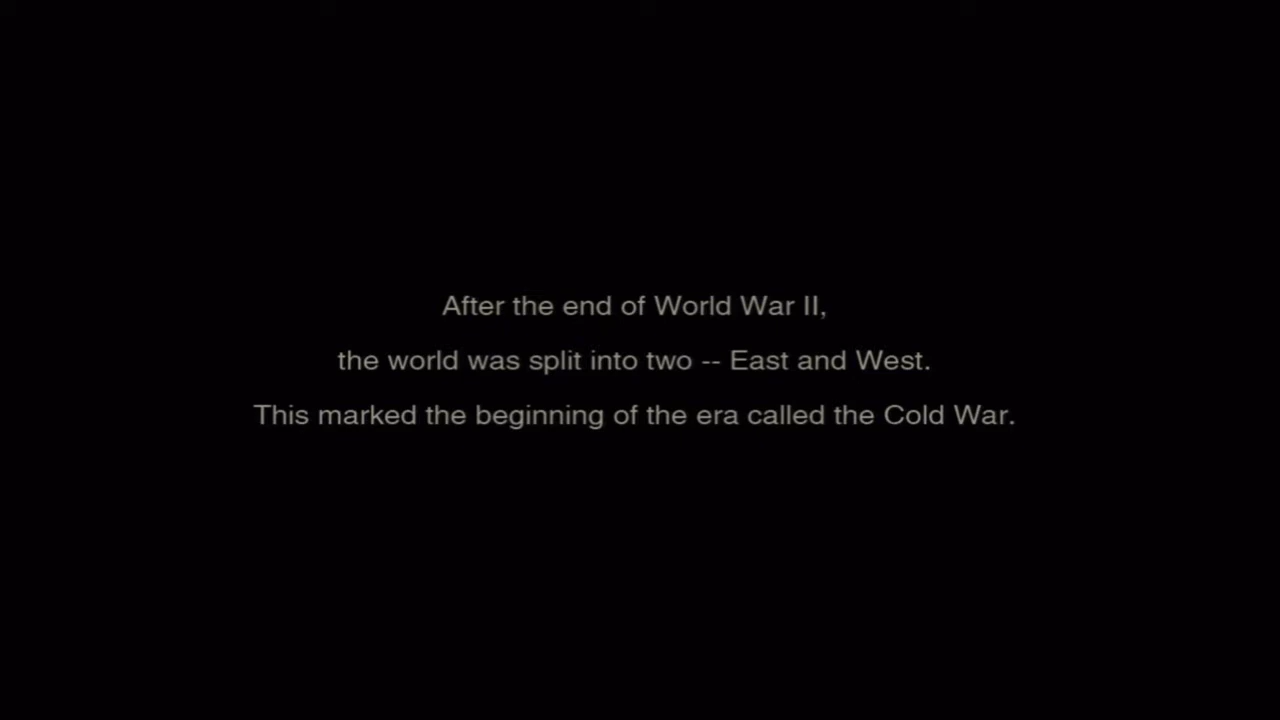 After the end of World War II,
the world was split into two -- East and West.
This marked the beginning of the era called the Cold War.